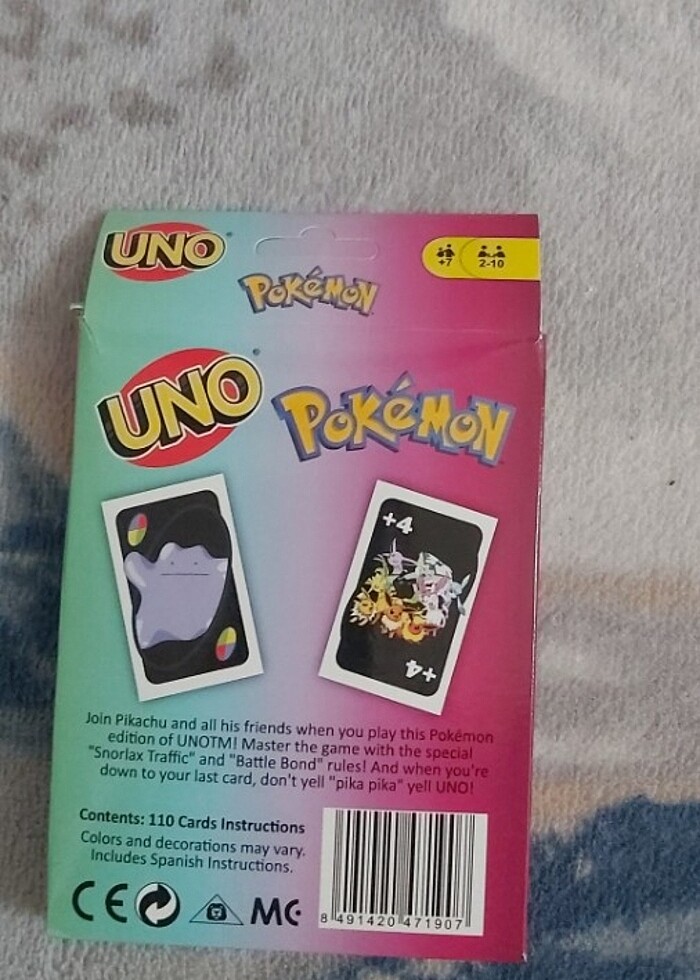 UNO
POKéMON
+7 2-10
UNO
POKéMON
+4
+4
Join Pikachu and all his friends when you play this Pokémon
edition of UNOTM! Master the game with the special
"Snorlax Traffic" and "Battle Bond" rules! And when you're
down to your last card, don't yell "pika pika" yell UNO!
Contents: 110 Cards Instructions
Colors and decorations may vary.
Includes Spanish Instructions.
CE MC
8 491420 471907